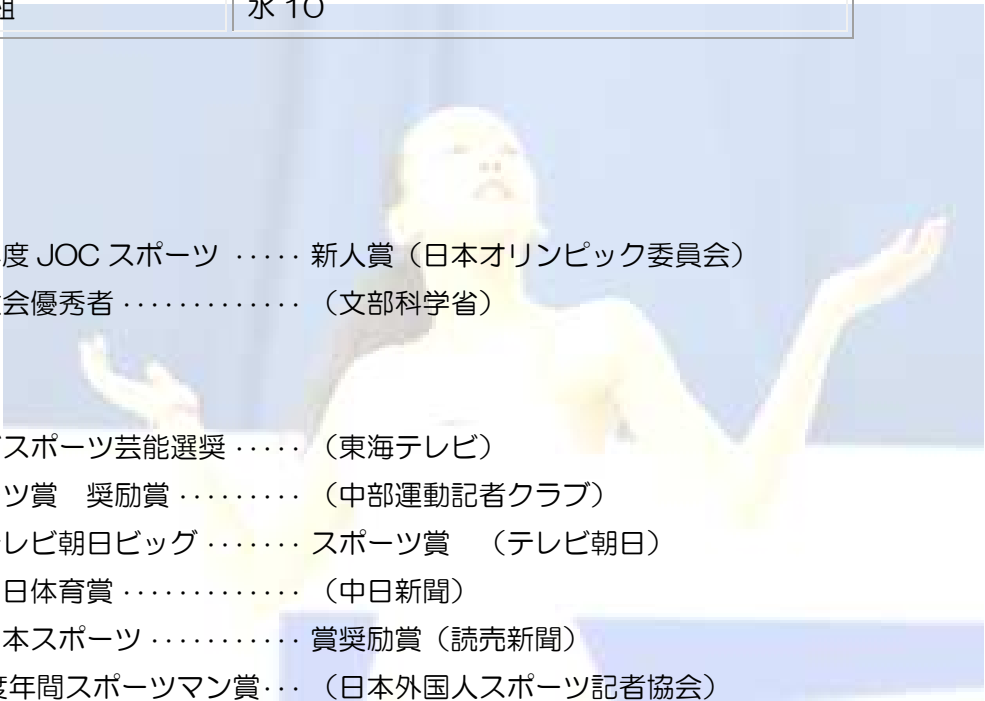 水 10
度 JOC スポーツ ····· 新人賞（日本オリンピック委員会）
会優秀者 ············· （文部科学省）
スポーツ芸能選奨 ····· （東海テレビ）
ツ賞　奨励賞 ········· （中部運動記者クラブ）
レビ朝日ビッグ ······· スポーツ賞　（テレビ朝日）
日体育賞 ············· （中日新聞）
本スポーツ ··········· 賞奨励賞（読売新聞）
度年間スポーツマン賞··· （日本外国人スポーツ記者協会）